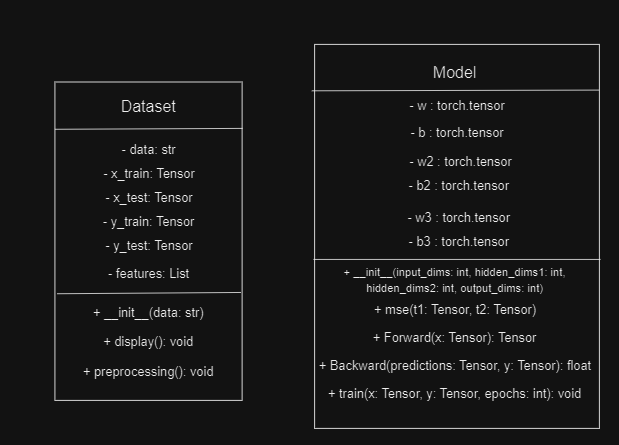 Dataset
- data: str
- x_train: Tensor
- x_test: Tensor
- y_train: Tensor
- y_test: Tensor
- features: List
+ __init__(data: str)
+ display(): void
+ preprocessing(): void
Model
- w : torch.tensor
- b : torch.tensor
- w2 : torch.tensor
- b2 : torch.tensor
- w3 : torch.tensor
- b3 : torch.tensor
+ __init__(input_dims: int, hidden_dims1: int,
hidden_dims2: int, output_dims: int)
+ mse(t1: Tensor, t2: Tensor)
+ Forward(x: Tensor): Tensor
+ Backward(predictions: Tensor, y: Tensor): float
+ train(x: Tensor, y: Tensor, epochs: int): void